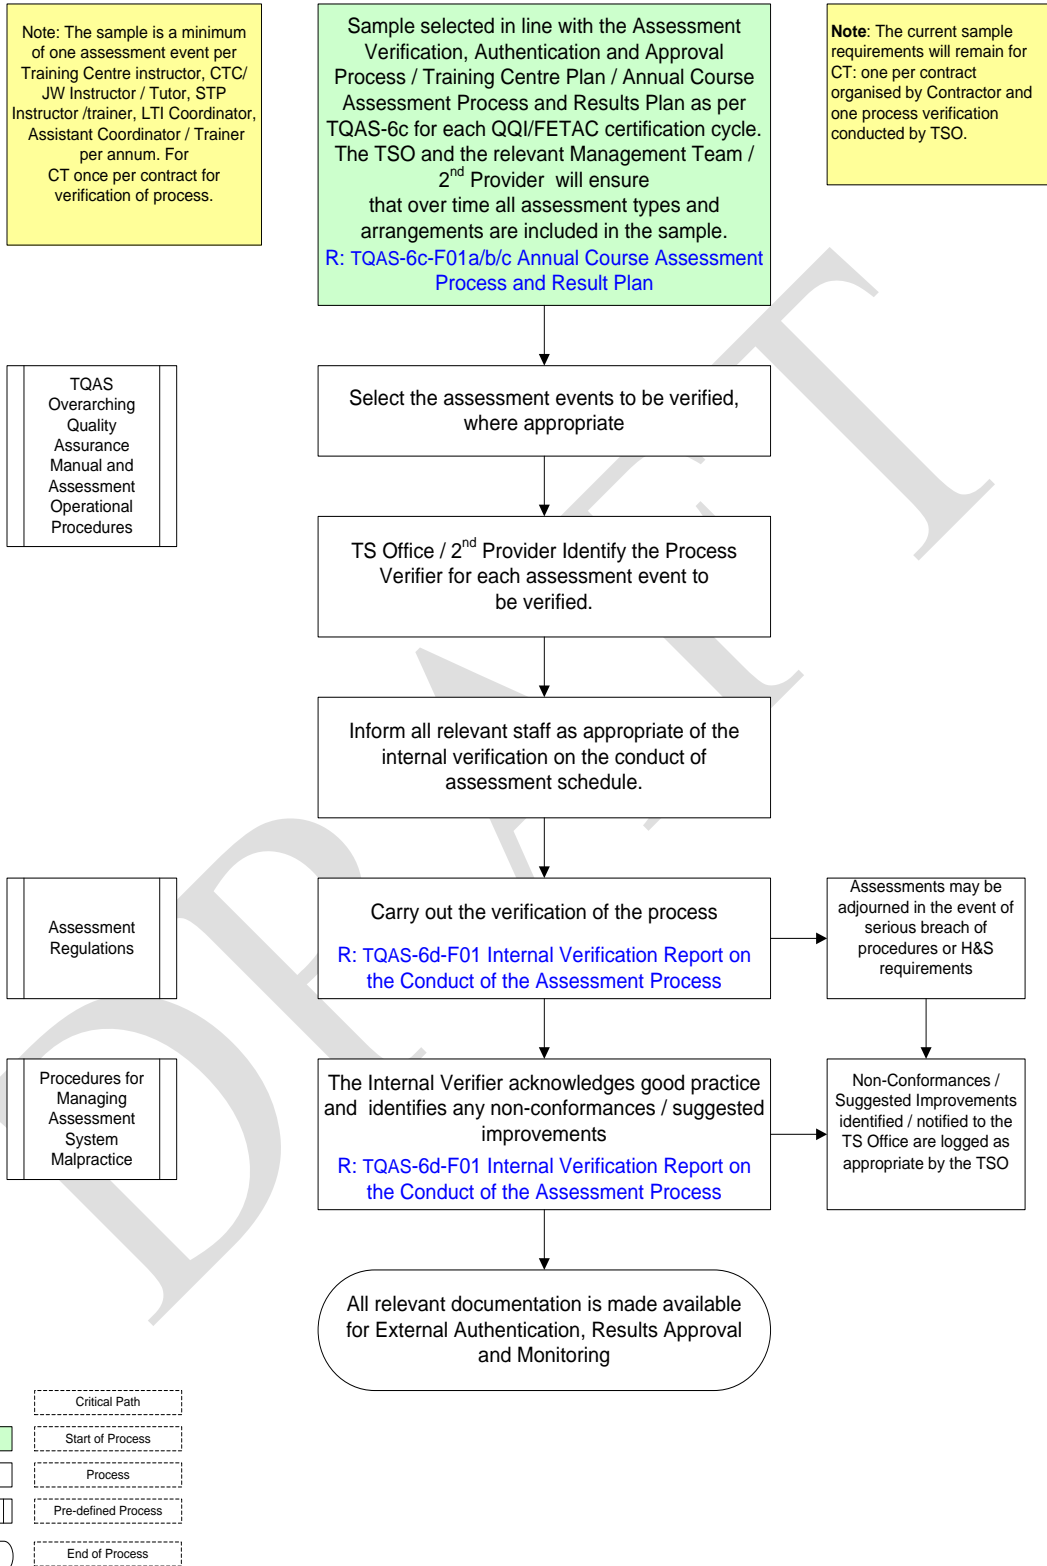 Note: The sample is a minimum
of one assessment event per
Training Centre instructor, CTC/
JW Instructor / Tutor, STP
Instructor /trainer, LTI Coordinator,
Assistant Coordinator / Trainer
per annum. For
CT once per contract for
verification of process.
Sample selected in line with the Assessment
Verification, Authentication and Approval
Process / Training Centre Plan / Annual Course
Assessment Process and Results Plan as per
TQAS-6c for each QQI/FETAC certification cycle.
The TSO and the relevant Management Team /
2nd Provider will ensure
that over time all assessment types and
arrangements are included in the sample.
R: TQAS-6c-F01a/b/c Annual Course Assessment
Process and Result Plan
Note: The current sample
requirements will remain for
CT: one per contract
organised by Contractor and
one process verification
conducted by TSO.
TQAS
Overarching
Quality
Assurance
Manual and
Assessment
Operational
Procedures
Select the assessment events to be verified,
where appropriate
TS Office / 2nd Provider Identify the Process
Verifier for each assessment event to
be verified.
Inform all relevant staff as appropriate of the
internal verification on the conduct of
assessment schedule.
Assessment
Regulations
Carry out the verification of the process
R: TQAS-6d-F01 Internal Verification Report on
the Conduct of the Assessment Process
Assessments may be
adjourned in the event of
serious breach of
procedures or H&S
requirements
Procedures for
Managing
Assessment
System
Malpractice
The Internal Verifier acknowledges good practice
and identifies any non-conformances / suggested
improvements
R: TQAS-6d-F01 Internal Verification Report on
the Conduct of the Assessment Process
Non-Conformances /
Suggested Improvements
identified / notified to the
TS Office are logged as
appropriate by the TSO
All relevant documentation is made available
for External Authentication, Results Approval
and Monitoring
Critical Path
Start of Process
Process
Pre-defined Process
End of Process
DRAFT